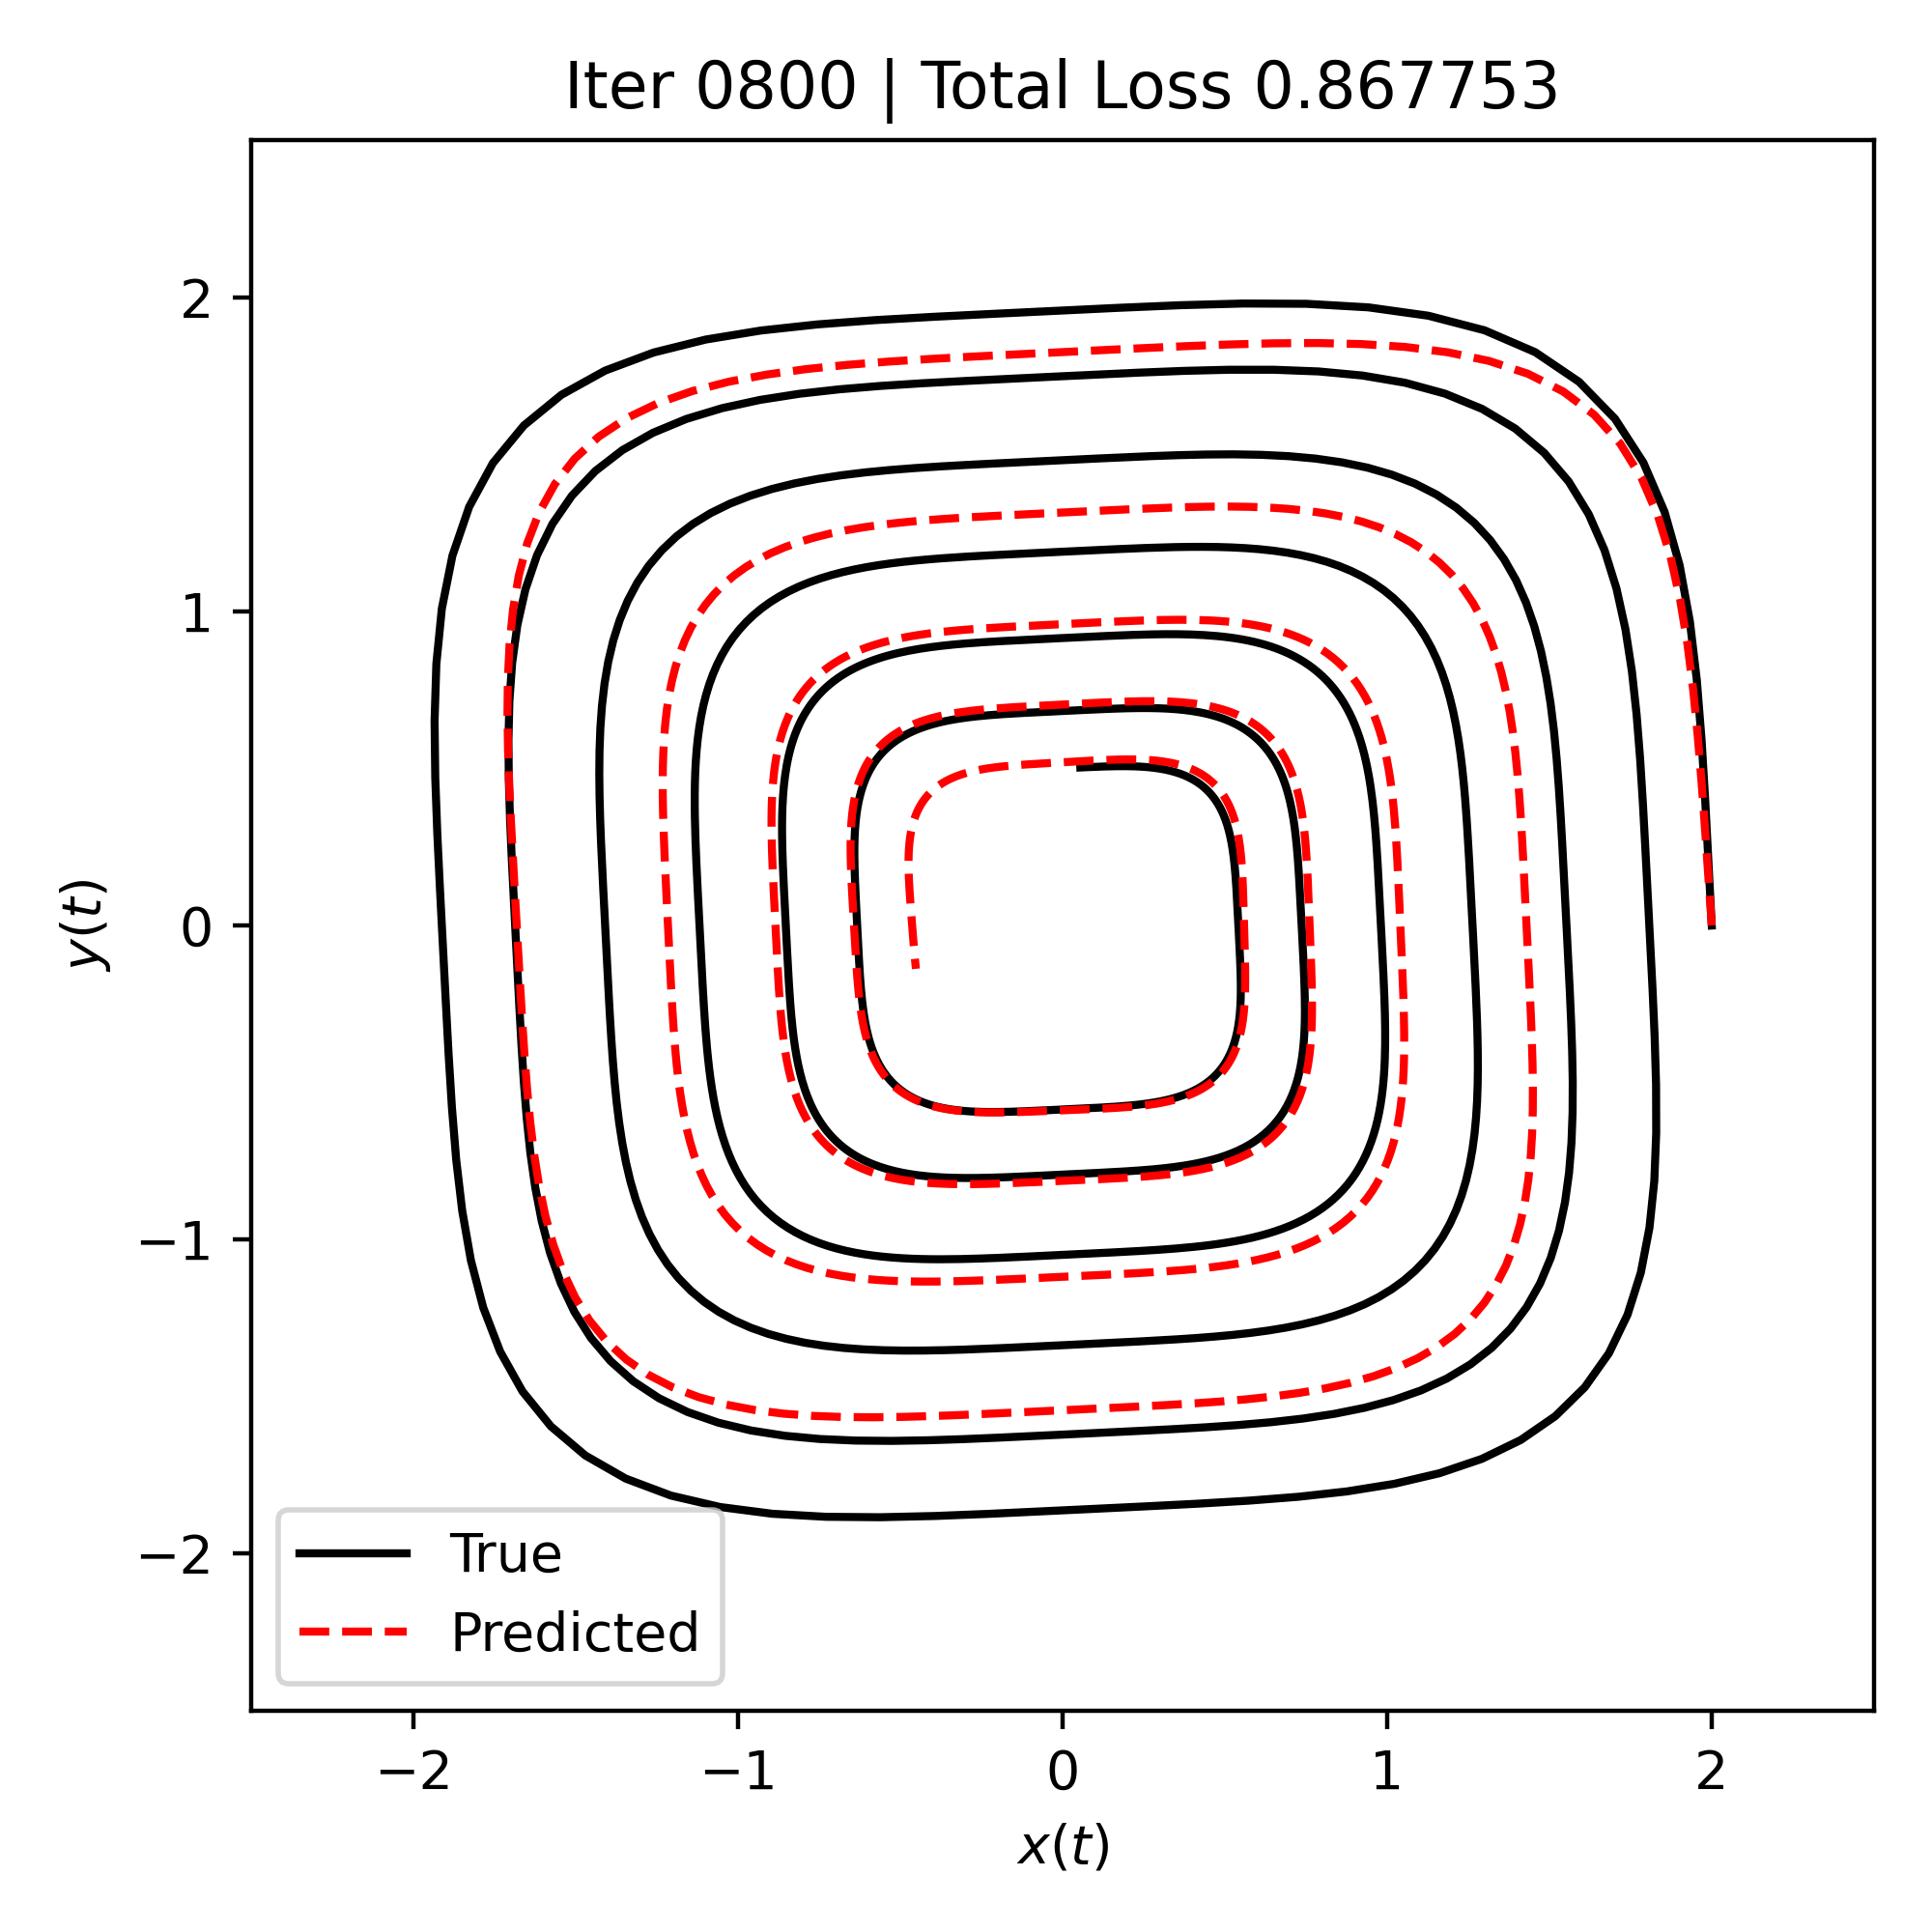 Iter 0800 | Total Loss 0.867753
2
1
0
−1
−2
y(t)
True
Predicted
−2 −1 0 1 2
x(t)